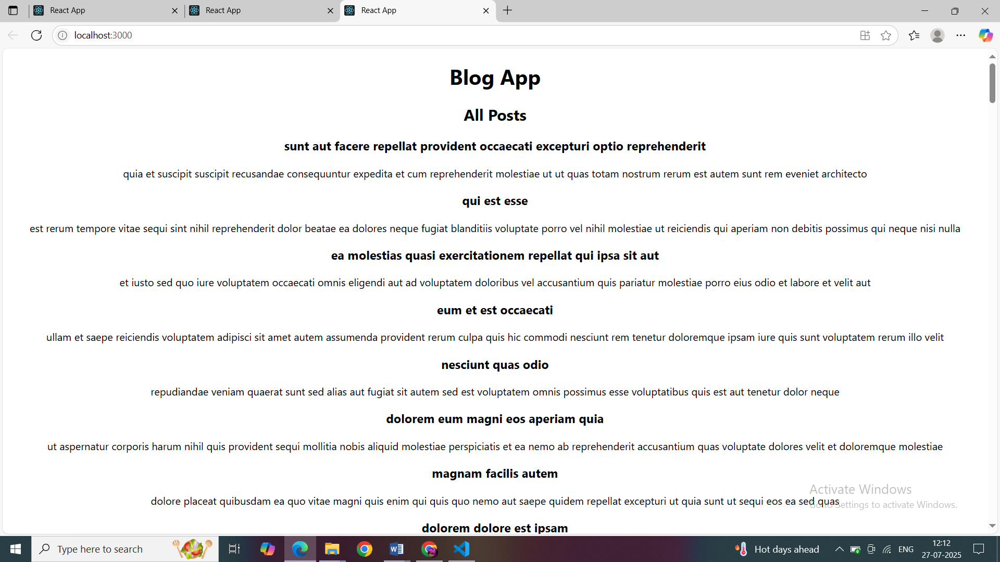 React App
React App
React App
localhost:3000
Blog App
All Posts
sunt aut facere repellat provident occaecati excepturi optio reprehenderit
quia et suscipit suscipit recusandae consequuntur expedita et cum reprehenderit molestiae ut ut quas totam nostrum rerum est autem sunt rem eveniet architecto
qui est esse
est rerum tempore vitae sequi sint nihil reprehenderit dolor beatae ea dolores neque fugiat blanditiis voluptate porro vel nihil molestiae ut reiciendis qui aperiam non debitis possimus qui neque nisi nulla
ea molestias quasi exercitationem repellat qui ipsa sit aut
et iusto sed quo iure voluptatem occaecati omnis eligendi aut ad voluptatem doloribus vel accusantium quis pariatur molestiae porro eius odio et labore et velit aut
eum et est occaecati
ullam et saepe reiciendis voluptatem adipisci sit amet autem assumenda provident rerum culpa quis hic commodi nesciunt rem tenetur doloremque ipsam iure quis sunt voluptatem rerum illo velit
nesciunt quas odio
repudiandae veniam quaerat sunt sed alias aut fugiat sit autem sed est voluptatem omnis possimus esse voluptatibus quis est aut tenetur dolor neque
dolorem eum magni eos aperiam quia
ut aspernatur corporis harum nihil quis provident sequi mollitia nobis aliquid molestiae perspiciatis et ea nemo ab reprehenderit accusantium quas voluptate dolores velit et doloremque molestiae
magnam facilis autem
dolore placeat quibusdam ea quo vitae magni quis enim qui quis quo nemo aut saepe quidem repellat excepturi ut quia sunt ut sequi eos ea sed quas
dolorem dolore est ipsam
Activate Windows
Go to Settings to activate Windows.
Type here to search
Hot days ahead
ENG
12:12
27-07-2025